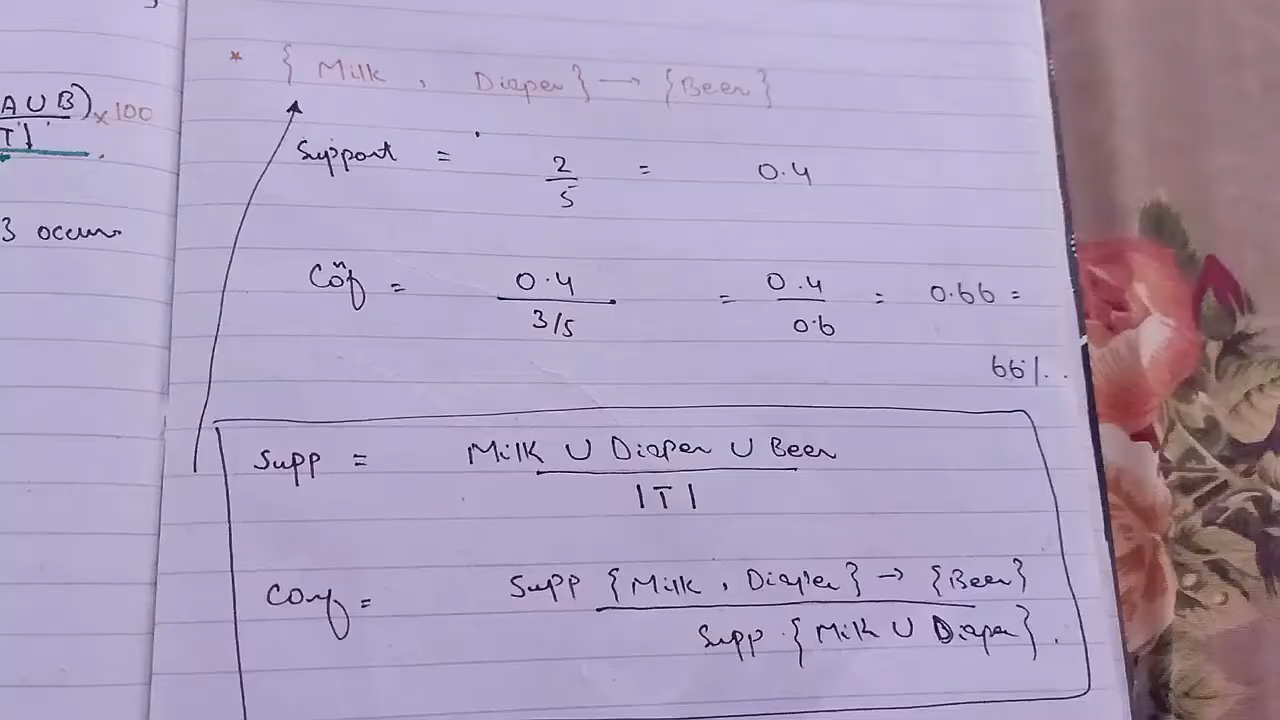 A ∪ B) × 100
|T|
3 occurs
* { Milk , Diaper } → { Beer }
Support = 2/5 = 0.4
Conf = 0.4 / 3/5 = 0.4 / 0.6 = 0.66 =
66%.
Supp = Milk ∪ Diaper ∪ Beer
|T|
Conf = Supp { Milk , Diaper } → { Beer }
Supp { Milk ∪ Diaper } .